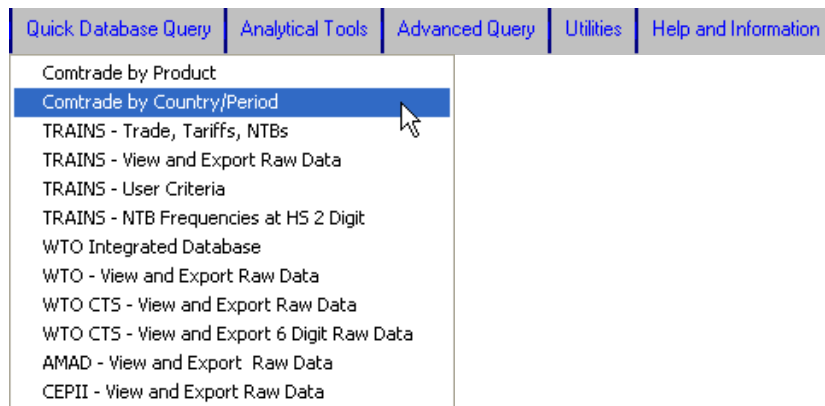 Quick Database Query Analytical Tools Advanced Query Utilities Help and Information
Comtrade by Product
Comtrade by Country/Period
TRAINS - Trade, Tariffs, NTBs
TRAINS - View and Export Raw Data
TRAINS - User Criteria
TRAINS - NTB Frequencies at HS 2 Digit
WTO Integrated Database
WTO - View and Export Raw Data
WTO CTS - View and Export Raw Data
WTO CTS - View and Export 6 Digit Raw Data
AMAD - View and Export Raw Data
CEPII - View and Export Raw Data